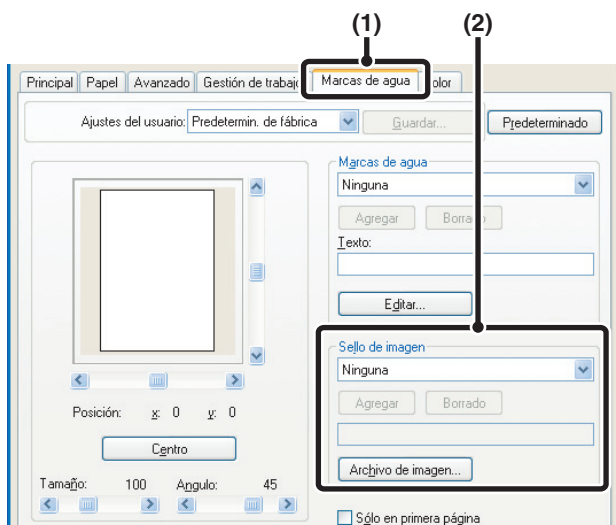 (1) (2)
Principal Papel Avanzado Gestión de trabajo Marcas de agua olor
Ajustes del usuario: Predetermin. de fábrica Guardar... Predeterminado
Marcas de agua
Ninguna
Agregar Borrado
Texto:
Editar...
Sello de imagen
Ninguna
Agregar Borrado
Archivo de imagen...
Posición: x: 0 y: 0
Centro
Tamaño: 100 Angulo: 45
Sólo en primera página